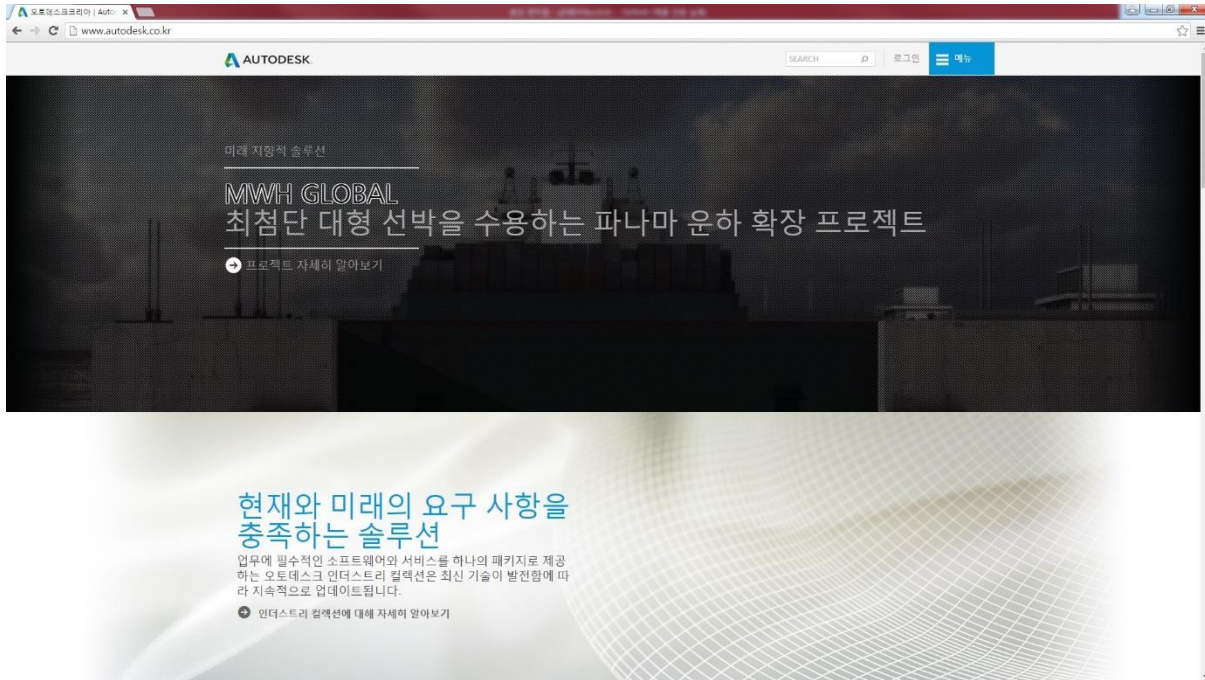 오토데스크코리아 | Auto
www.autodesk.co.kr
AUTODESK
SEARCH
로그인
메뉴
미래 지향적 솔루션
MWH GLOBAL
최첨단 대형 선박을 수용하는 파나마 운하 확장 프로젝트
프로젝트 자세히 알아보기
현재와 미래의 요구 사항을
충족하는 솔루션
업무에 필수적인 소프트웨어와 서비스를 하나의 패키지로 제공
하는 오토데스크 인더스트리 컬렉션은 최신 기술이 발전함에 따
라 지속적으로 업데이트됩니다.
인더스트리 컬렉션에 대해 자세히 알아보기